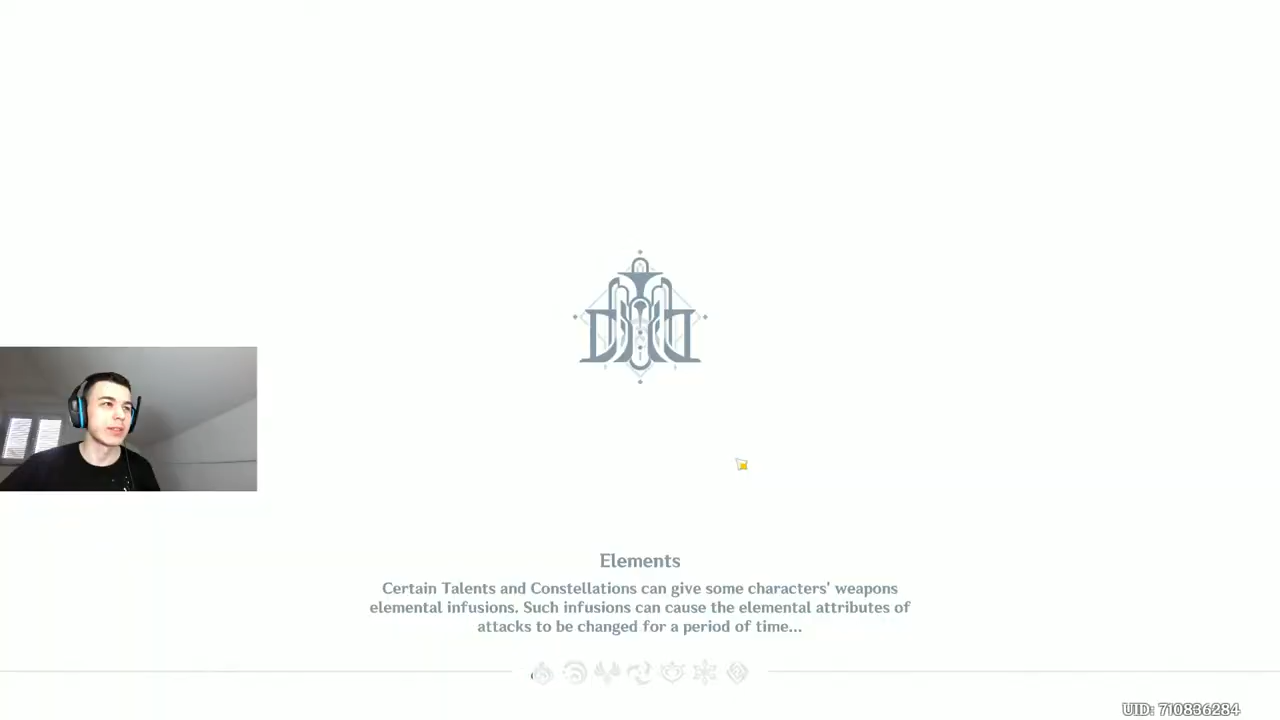 Elements
Certain Talents and Constellations can give some characters' weapons
elemental infusions. Such infusions can cause the elemental attributes of
attacks to be changed for a period of time...
UID: 710836284